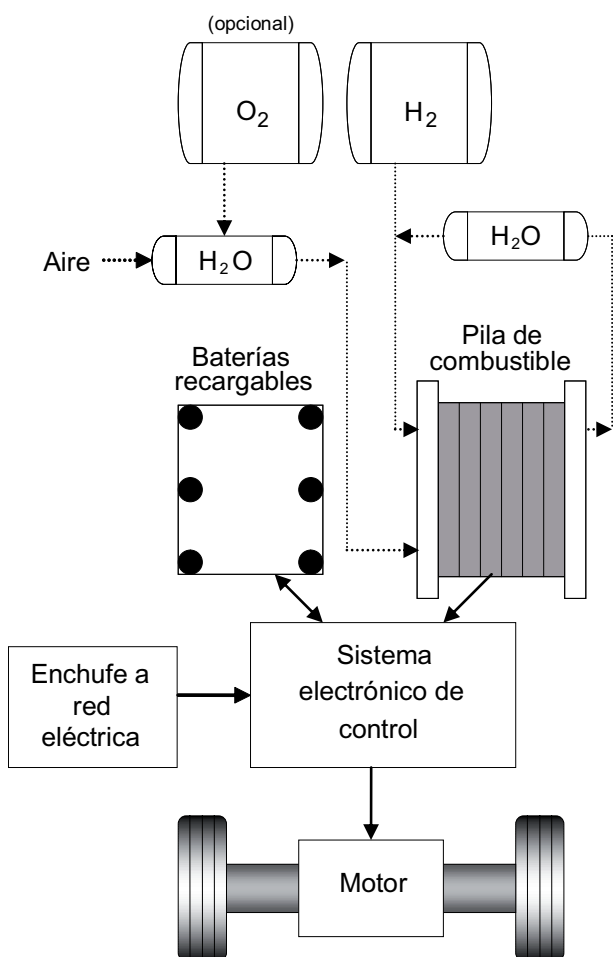 (opcional)
O2
H2
Aire
H2O
H2O
Baterías
recargables
Pila de
combustible
Enchufe a
red
eléctrica
Sistema
electrónico de
control
Motor